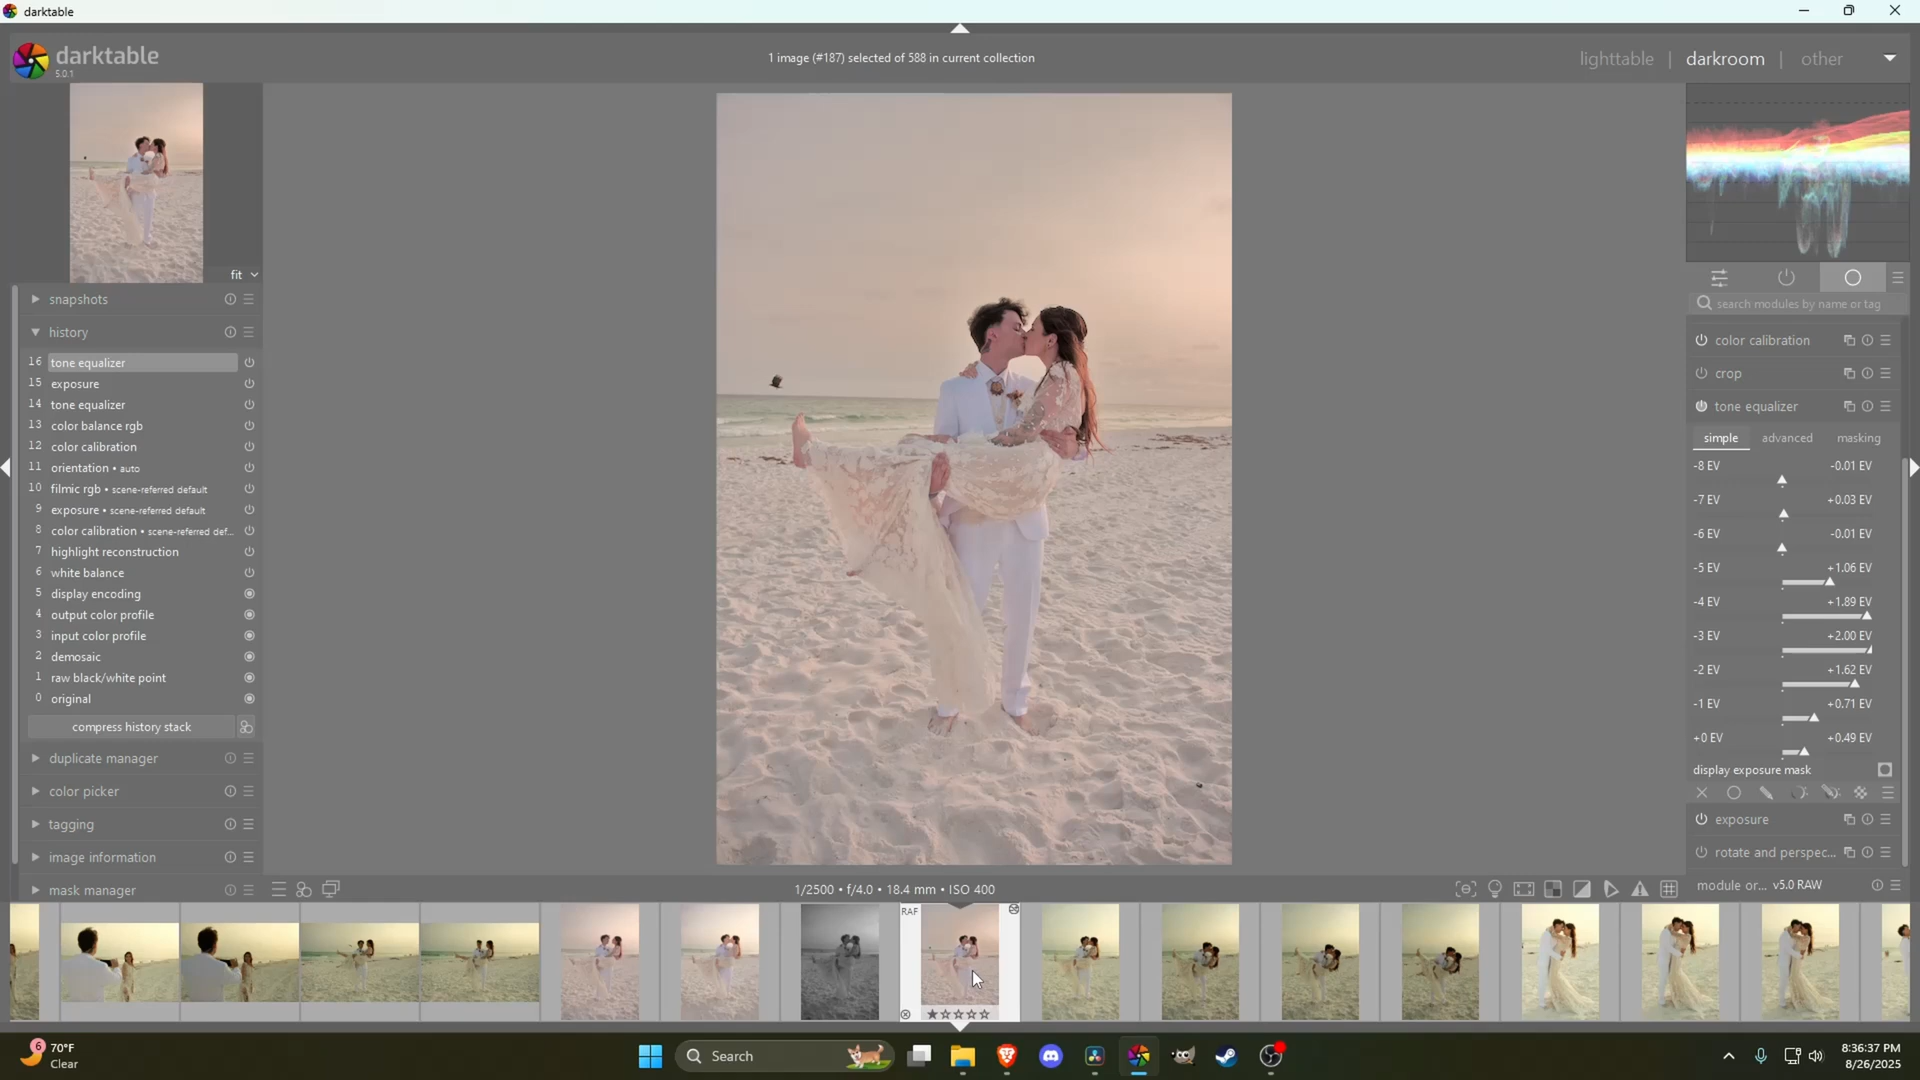 darktable
darktable
5.0.1
1 image (#187) selected of 588 in current collection
lighttable | darkroom | other
fit
snapshots
history
16 tone equalizer
15 exposure
14 tone equalizer
13 color balance rgb
12 color calibration
11 orientation • auto
10 filmic rgb • scene-referred default
9 exposure • scene-referred default
8 color calibration • scene-referred def...
7 highlight reconstruction
6 white balance
5 display encoding
4 output color profile
3 input color profile
2 demosaic
1 raw black/white point
0 original
compress history stack
duplicate manager
color picker
tagging
image information
mask manager
1/2500 • f/4.0 • 18.4 mm • ISO 400
search modules by name or tag
color calibration
crop
tone equalizer
simple advanced masking
-8 EV -0.01 EV
-7 EV +0.03 EV
-6 EV -0.01 EV
-5 EV +1.06 EV
-4 EV +1.89 EV
-3 EV +2.00 EV
-2 EV +1.62 EV
-1 EV +0.71 EV
+0 EV +0.49 EV
display exposure mask
exposure
rotate and perspec...
module or... v5.0 RAW
RAF
6
70°F
Clear
Search
8:36:37 PM
8/26/2025